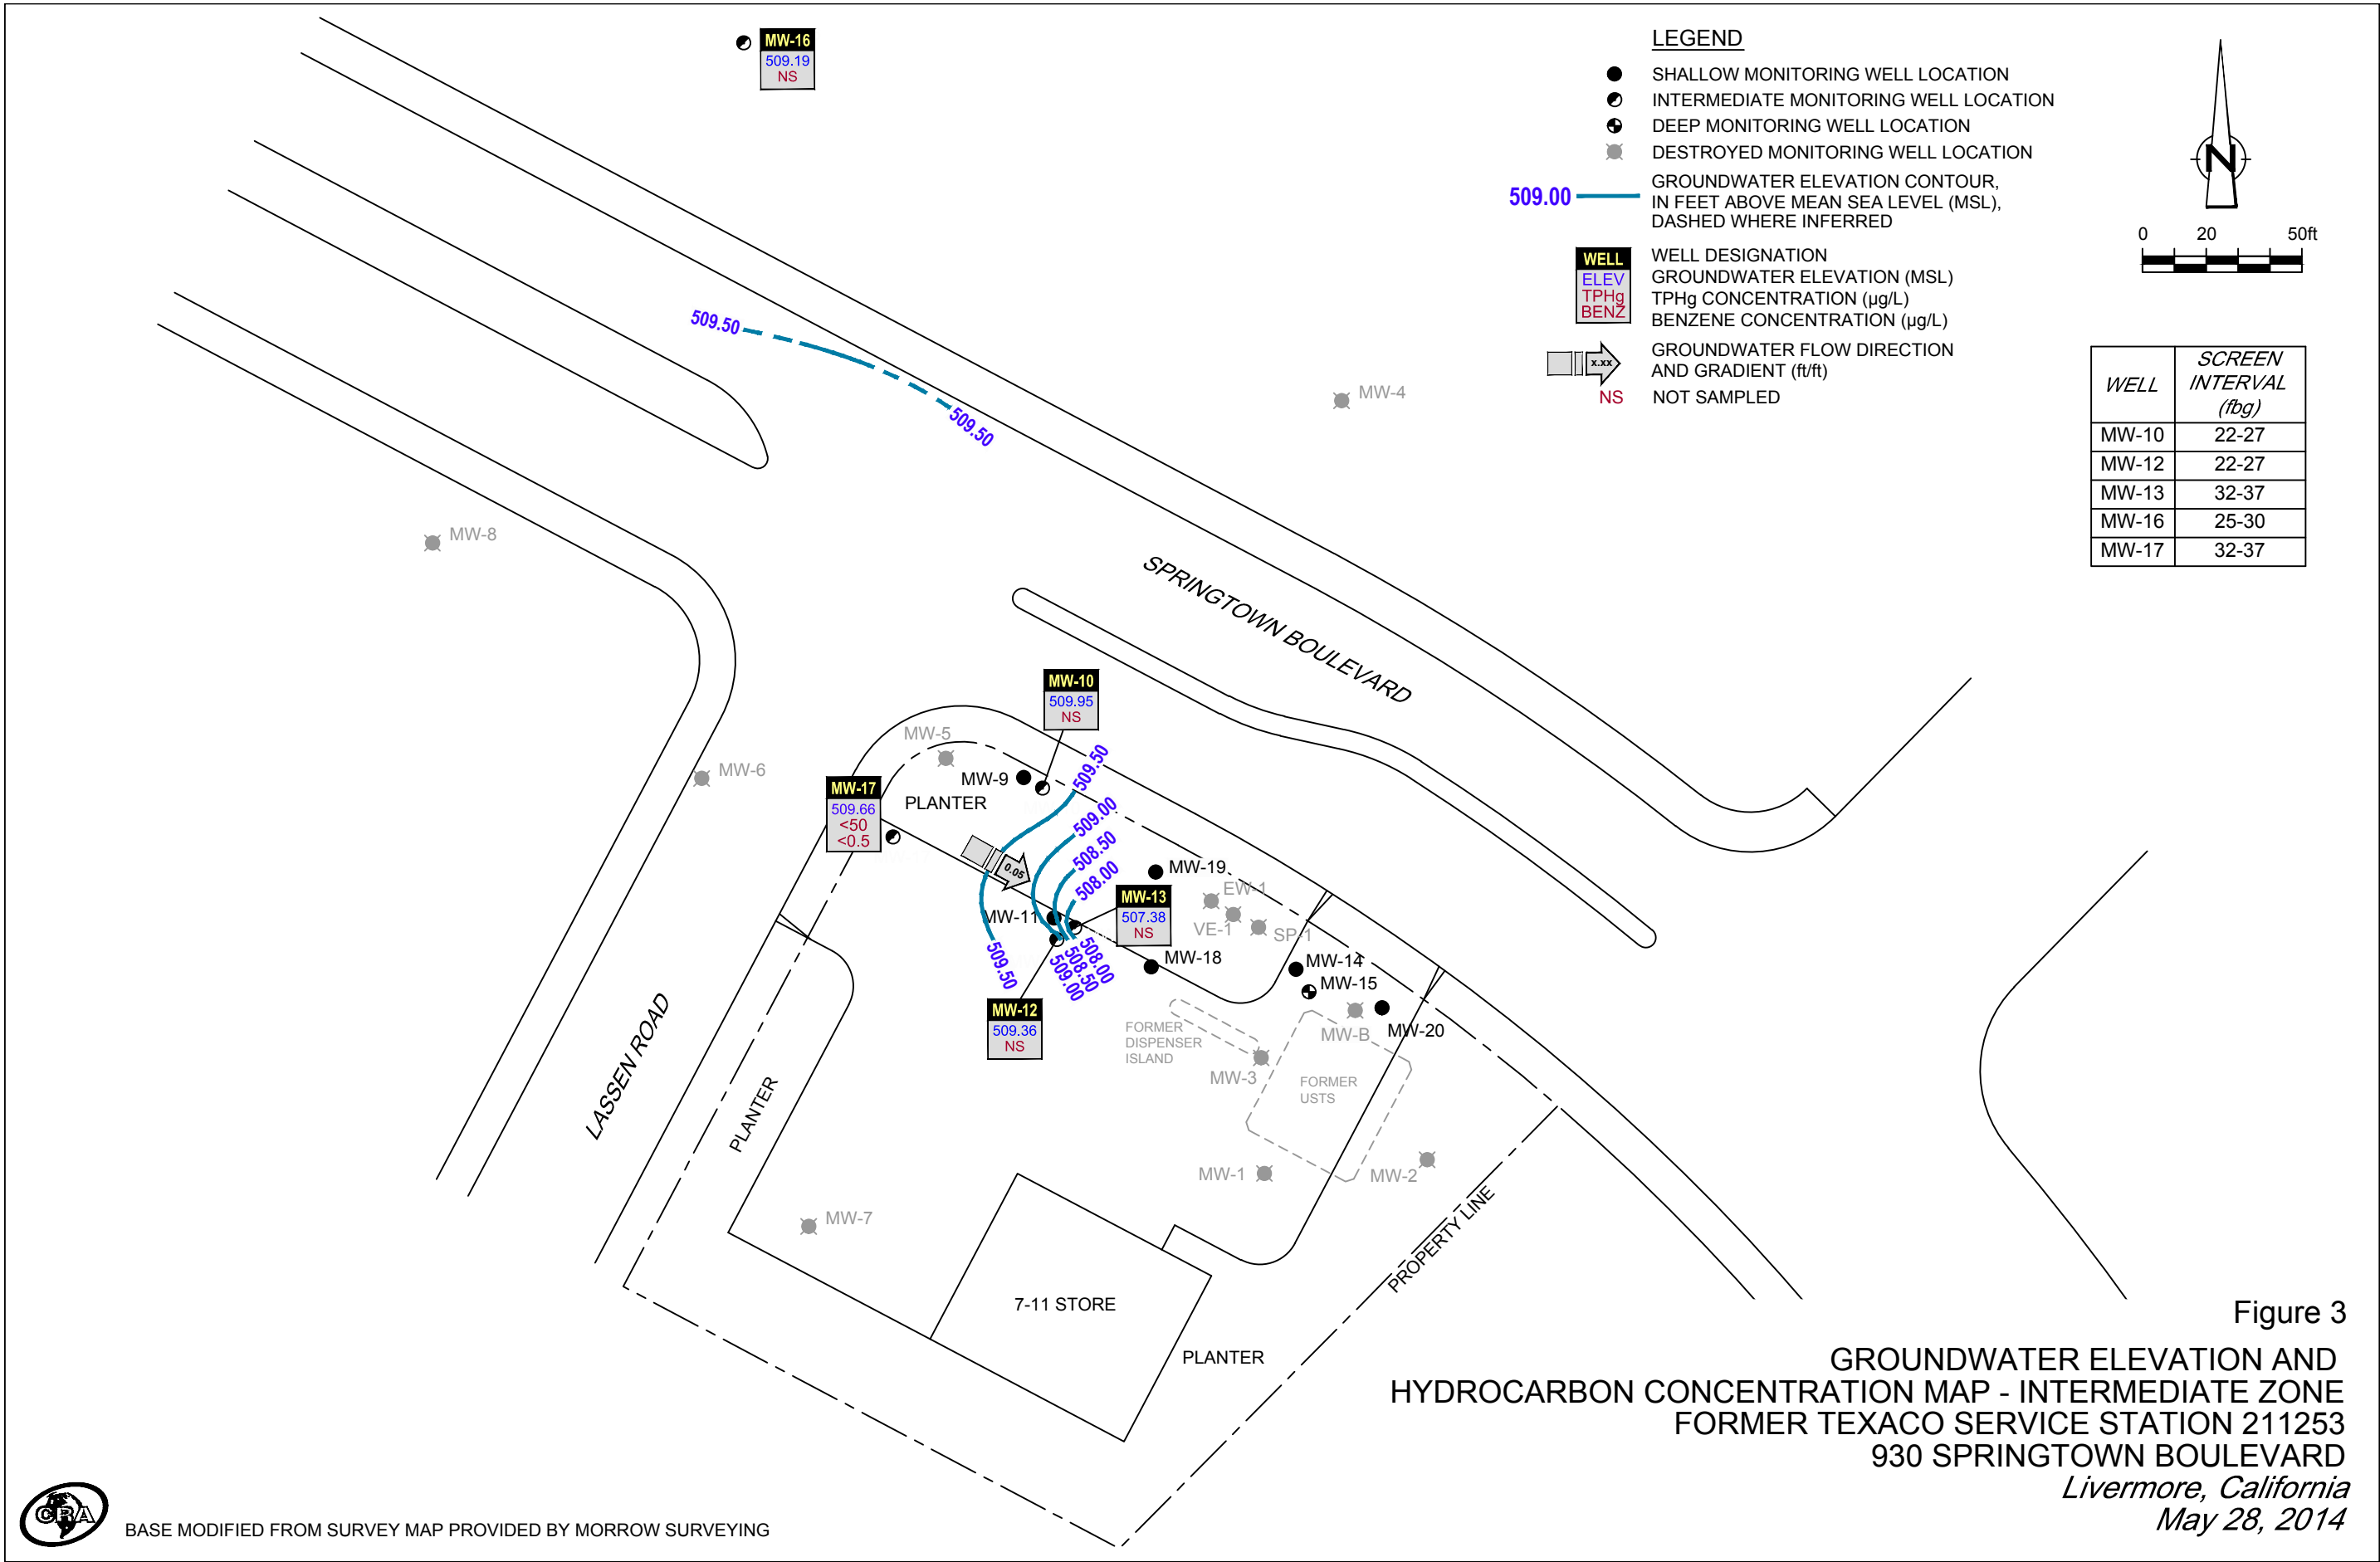 MW-16
509.19
NS
LEGEND
SHALLOW MONITORING WELL LOCATION
INTERMEDIATE MONITORING WELL LOCATION
DEEP MONITORING WELL LOCATION
DESTROYED MONITORING WELL LOCATION
509.00
GROUNDWATER ELEVATION CONTOUR,
IN FEET ABOVE MEAN SEA LEVEL (MSL),
DASHED WHERE INFERRED
WELL
ELEV
TPHg
BENZ
WELL DESIGNATION
GROUNDWATER ELEVATION (MSL)
TPHg CONCENTRATION (µg/L)
BENZENE CONCENTRATION (µg/L)
x.xx
GROUNDWATER FLOW DIRECTION
AND GRADIENT (ft/ft)
NS NOT SAMPLED
N
0 20 50ft
WELL SCREEN INTERVAL (fbg)
MW-10 22-27
MW-12 22-27
MW-13 32-37
MW-16 25-30
MW-17 32-37
509.50
509.50
MW-4
MW-8
SPRINGTOWN BOULEVARD
MW-10
509.95
NS
MW-5
MW-6
MW-9
509.50
MW-17
509.66
<50
<0.5
PLANTER
509.00
508.50
508.00
0.05
MW-19
EW-1
MW-13
507.38
NS
MW-11
VE-1
SP-1
MW-18
MW-14
MW-15
509.50
509.00
508.50
508.00
MW-12
509.36
NS
FORMER
DISPENSER
ISLAND
MW-B
MW-20
MW-3
FORMER
USTS
LASSEN ROAD
PLANTER
MW-1
MW-2
MW-7
PROPERTY LINE
7-11 STORE
PLANTER
Figure 3
GROUNDWATER ELEVATION AND
HYDROCARBON CONCENTRATION MAP - INTERMEDIATE ZONE
FORMER TEXACO SERVICE STATION 211253
930 SPRINGTOWN BOULEVARD
Livermore, California
May 28, 2014
CRA
BASE MODIFIED FROM SURVEY MAP PROVIDED BY MORROW SURVEYING